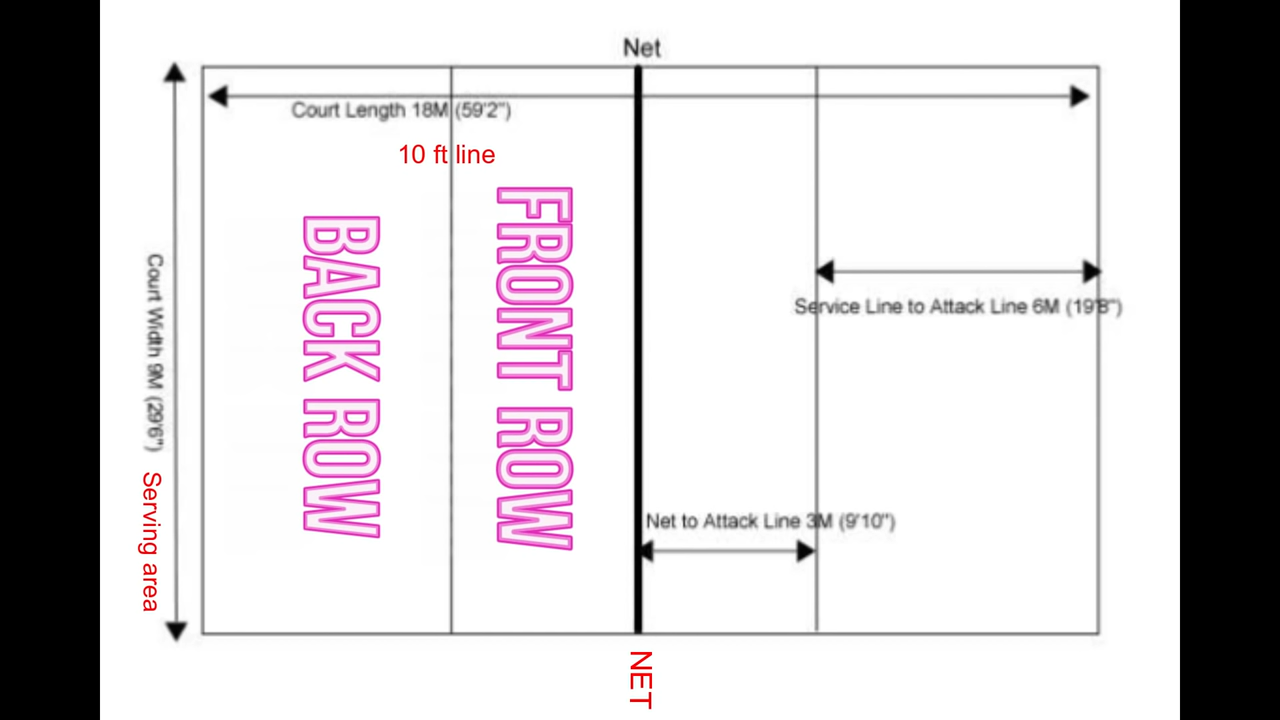 Net
Court Length 18M (59'2")
10 ft line
FRONT ROW
BACK ROW
Court Width 9M (29'6")
Service Line to Attack Line 6M (19'8")
Serving area
Net to Attack Line 3M (9'10")
NET